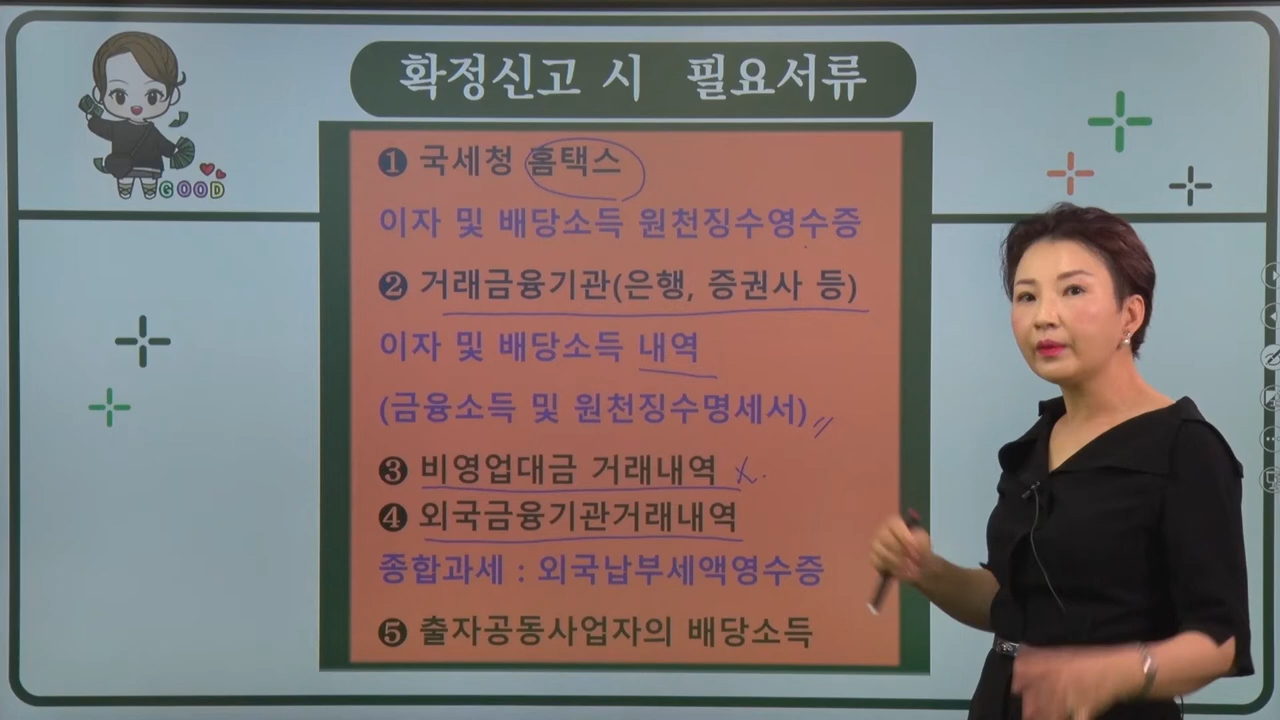 확정신고 시 필요서류
GOOD
❶ 국세청 홈택스
이자 및 배당소득 원천징수영수증
❷ 거래금융기관(은행, 증권사 등)
이자 및 배당소득 내역
(금융소득 및 원천징수명세서)
❸ 비영업대금 거래내역
❹ 외국금융기관거래내역
종합과세 : 외국납부세액영수증
❺ 출자공동사업자의 배당소득